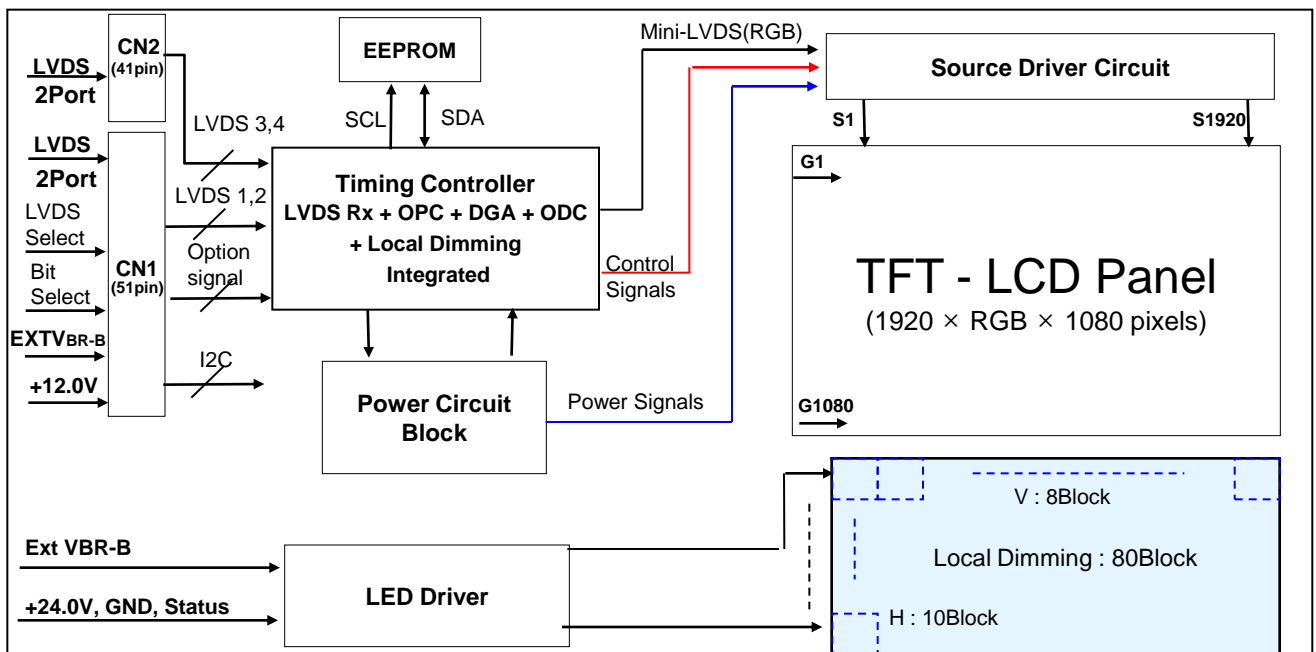 CN2
(41pin)
LVDS
2Port
LVDS
2Port
LVDS
Select
Bit
Select
EXTVBR-B
+12.0V
CN1
(51pin)
LVDS 3,4
LVDS 1,2
Option
signal
I2C
EEPROM
SCL
SDA
Timing Controller
LVDS Rx + OPC + DGA + ODC
+ Local Dimming
Integrated
Power Circuit
Block
Mini-LVDS(RGB)
Control
Signals
Power Signals
Source Driver Circuit
S1
S1920
G1
TFT - LCD Panel
(1920 × RGB × 1080 pixels)
G1080
Ext VBR-B
+24.0V, GND, Status
LED Driver
V : 8Block
Local Dimming : 80Block
H : 10Block